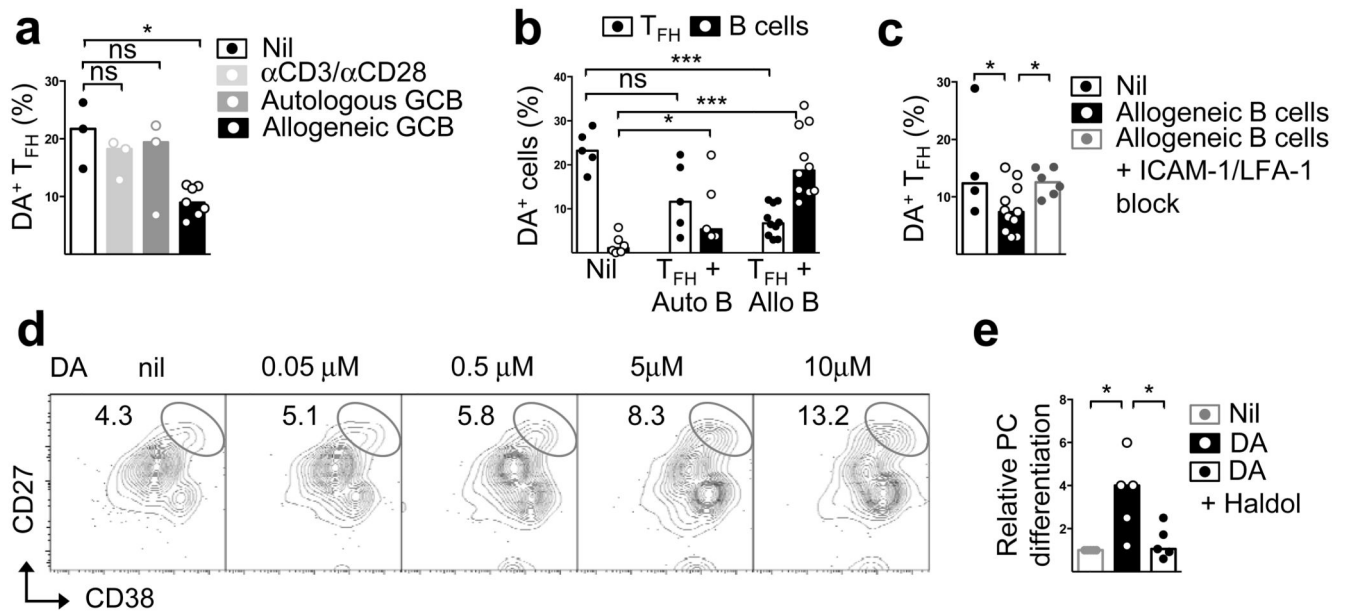 a
*
ns
ns
30
20
10
DA⁺ T_FH (%)
Nil
αCD3/αCD28
Autologous GCB
Allogeneic GCB
b
T_FH B cells
***
ns
***
*
40
30
20
10
DA⁺ cells (%)
Nil
T_FH +
Auto B
T_FH +
Allo B
c
* *
30
20
10
DA⁺ T_FH (%)
Nil
Allogeneic B cells
Allogeneic B cells
+ ICAM-1/LFA-1
block
d
DA nil 0.05 μM 0.5 μM 5μM 10μM
4.3 5.1 5.8 8.3 13.2
CD27
CD38
e
* *
8
6
4
2
Relative PC
differentiation
Nil
DA
DA
+ Haldol